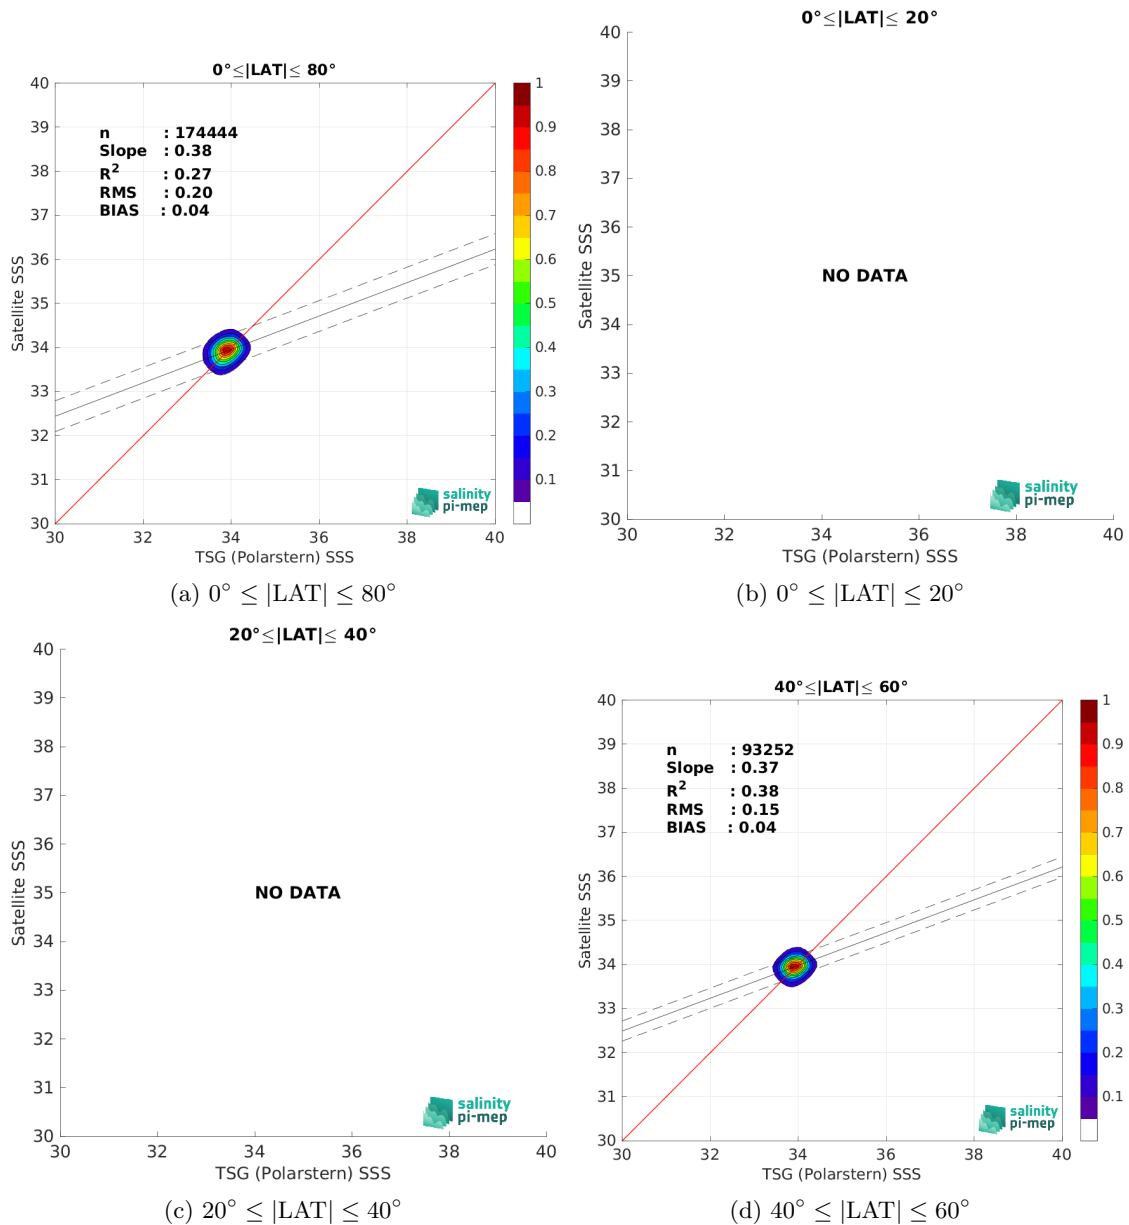 0°≤|LAT|≤ 80°
n : 174444
Slope : 0.38
R² : 0.27
RMS : 0.20
BIAS : 0.04
40
39
38
37
36
35
34
33
32
31
30
30 32 34 36 38 40
Satellite SSS
TSG (Polarstern) SSS
1
0.9
0.8
0.7
0.6
0.5
0.4
0.3
0.2
0.1
salinity
pi-mep
(a) 0° ≤ |LAT| ≤ 80°
0°≤|LAT|≤ 20°
40
39
38
37
36
35
34
33
32
31
30
30 32 34 36 38 40
Satellite SSS
NO DATA
TSG (Polarstern) SSS
salinity
pi-mep
(b) 0° ≤ |LAT| ≤ 20°
20°≤|LAT|≤ 40°
40
39
38
37
36
35
34
33
32
31
30
30 32 34 36 38 40
Satellite SSS
NO DATA
TSG (Polarstern) SSS
salinity
pi-mep
(c) 20° ≤ |LAT| ≤ 40°
40°≤|LAT|≤ 60°
n : 93252
Slope : 0.37
R² : 0.38
RMS : 0.15
BIAS : 0.04
40
39
38
37
36
35
34
33
32
31
30
30 32 34 36 38 40
Satellite SSS
TSG (Polarstern) SSS
1
0.9
0.8
0.7
0.6
0.5
0.4
0.3
0.2
0.1
salinity
pi-mep
(d) 40° ≤ |LAT| ≤ 60°